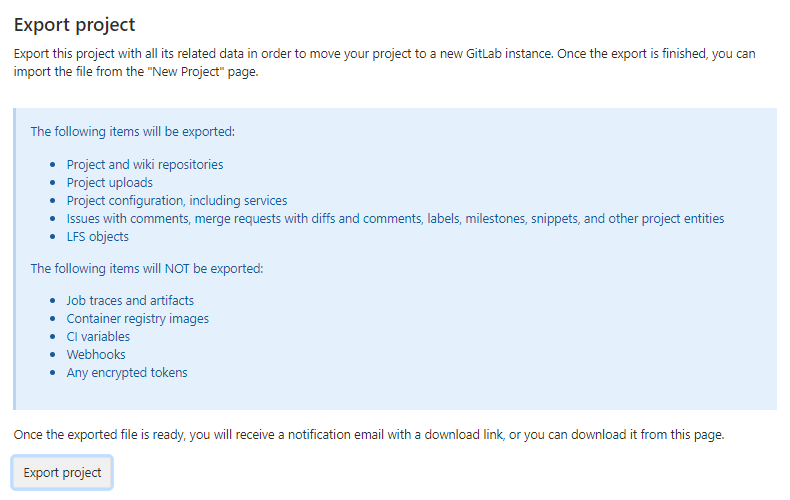 Export project
Export this project with all its related data in order to move your project to a new GitLab instance. Once the export is finished, you can
import the file from the "New Project" page.
The following items will be exported:
• Project and wiki repositories
• Project uploads
• Project configuration, including services
• Issues with comments, merge requests with diffs and comments, labels, milestones, snippets, and other project entities
• LFS objects
The following items will NOT be exported:
• Job traces and artifacts
• Container registry images
• CI variables
• Webhooks
• Any encrypted tokens
Once the exported file is ready, you will receive a notification email with a download link, or you can download it from this page.
Export project